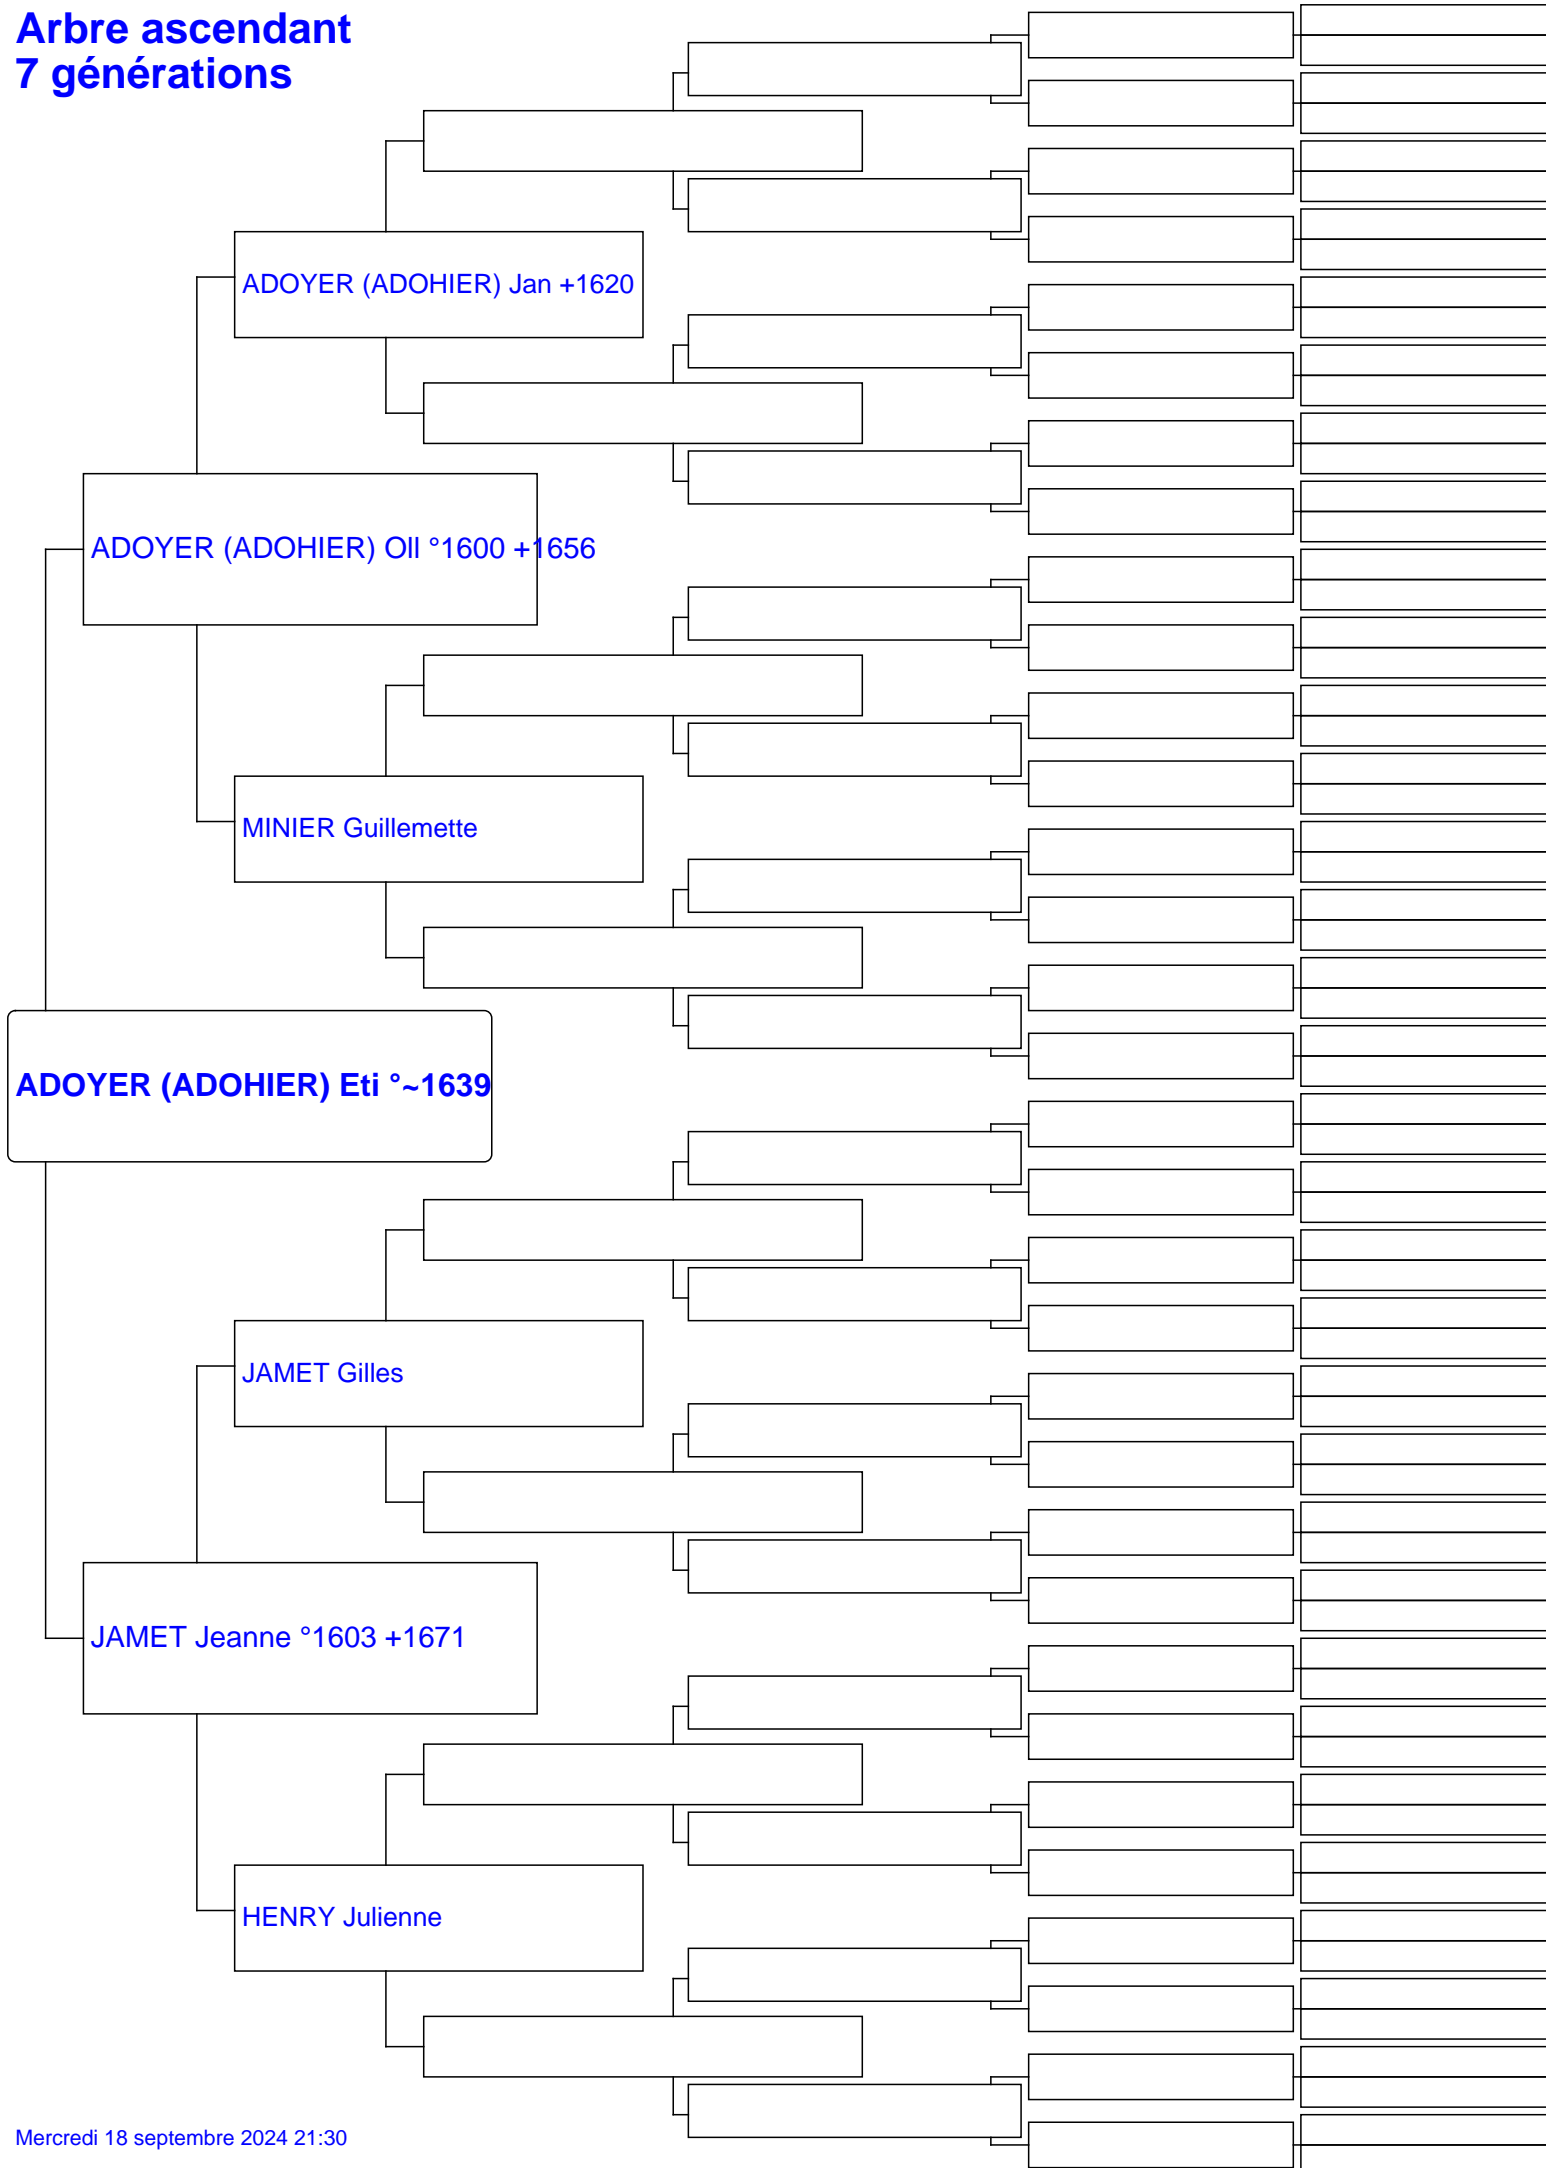 Arbre ascendant
7 générations
ADOYER (ADOHIER) Jan +1620
ADOYER (ADOHIER) Oll °1600 +1656
MINIER Guillemette
ADOYER (ADOHIER) Eti °~1639
JAMET Gilles
JAMET Jeanne °1603 +1671
HENRY Julienne
Mercredi 18 septembre 2024 21:30